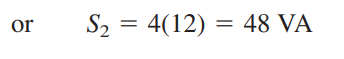 or S₂ = 4(12) = 48 VA